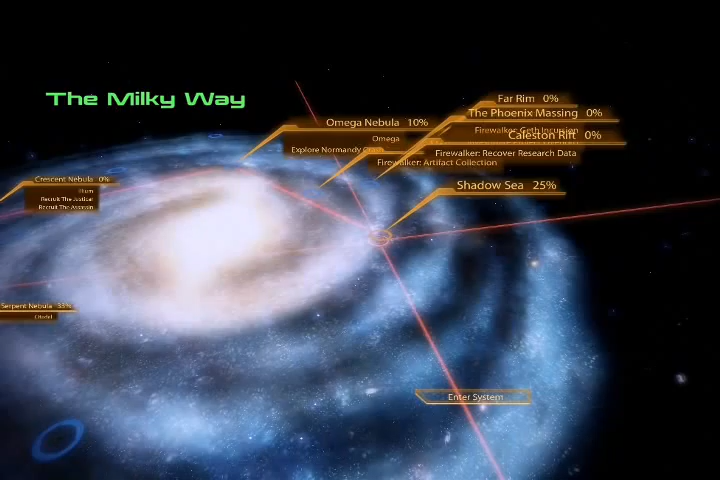 The Milky Way
Far Rim 0%
The Phoenix Massing 0%
Omega Nebula 10%
Firewalker: Geth Incursion
Caleston Rift 0%
Omega
Explore Normandy Crash
Firewalker: Recover Research Data
Firewalker: Artifact Collection
Crescent Nebula 0%
Illium
Recruit The Justicar
Recruit The Assassin
Shadow Sea 25%
Serpent Nebula 33%
Citadel
Enter System